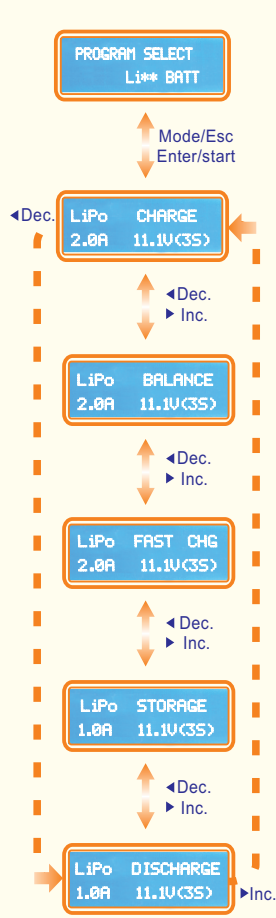 PROGRAM SELECT
Li** BATT
Mode/Esc
Enter/start
◀Dec.
LiPo CHARGE
2.0A 11.1V(3S)
◀Dec.
▶ Inc.
LiPo BALANCE
2.0A 11.1V(3S)
◀Dec.
▶ Inc.
LiPo FAST CHG
2.0A 11.1V(3S)
◀ Dec.
▶ Inc.
LiPo STORAGE
1.0A 11.1V(3S)
◀Dec.
▶ Inc.
LiPo DISCHARGE
1.0A 11.1V(3S)
▶Inc.